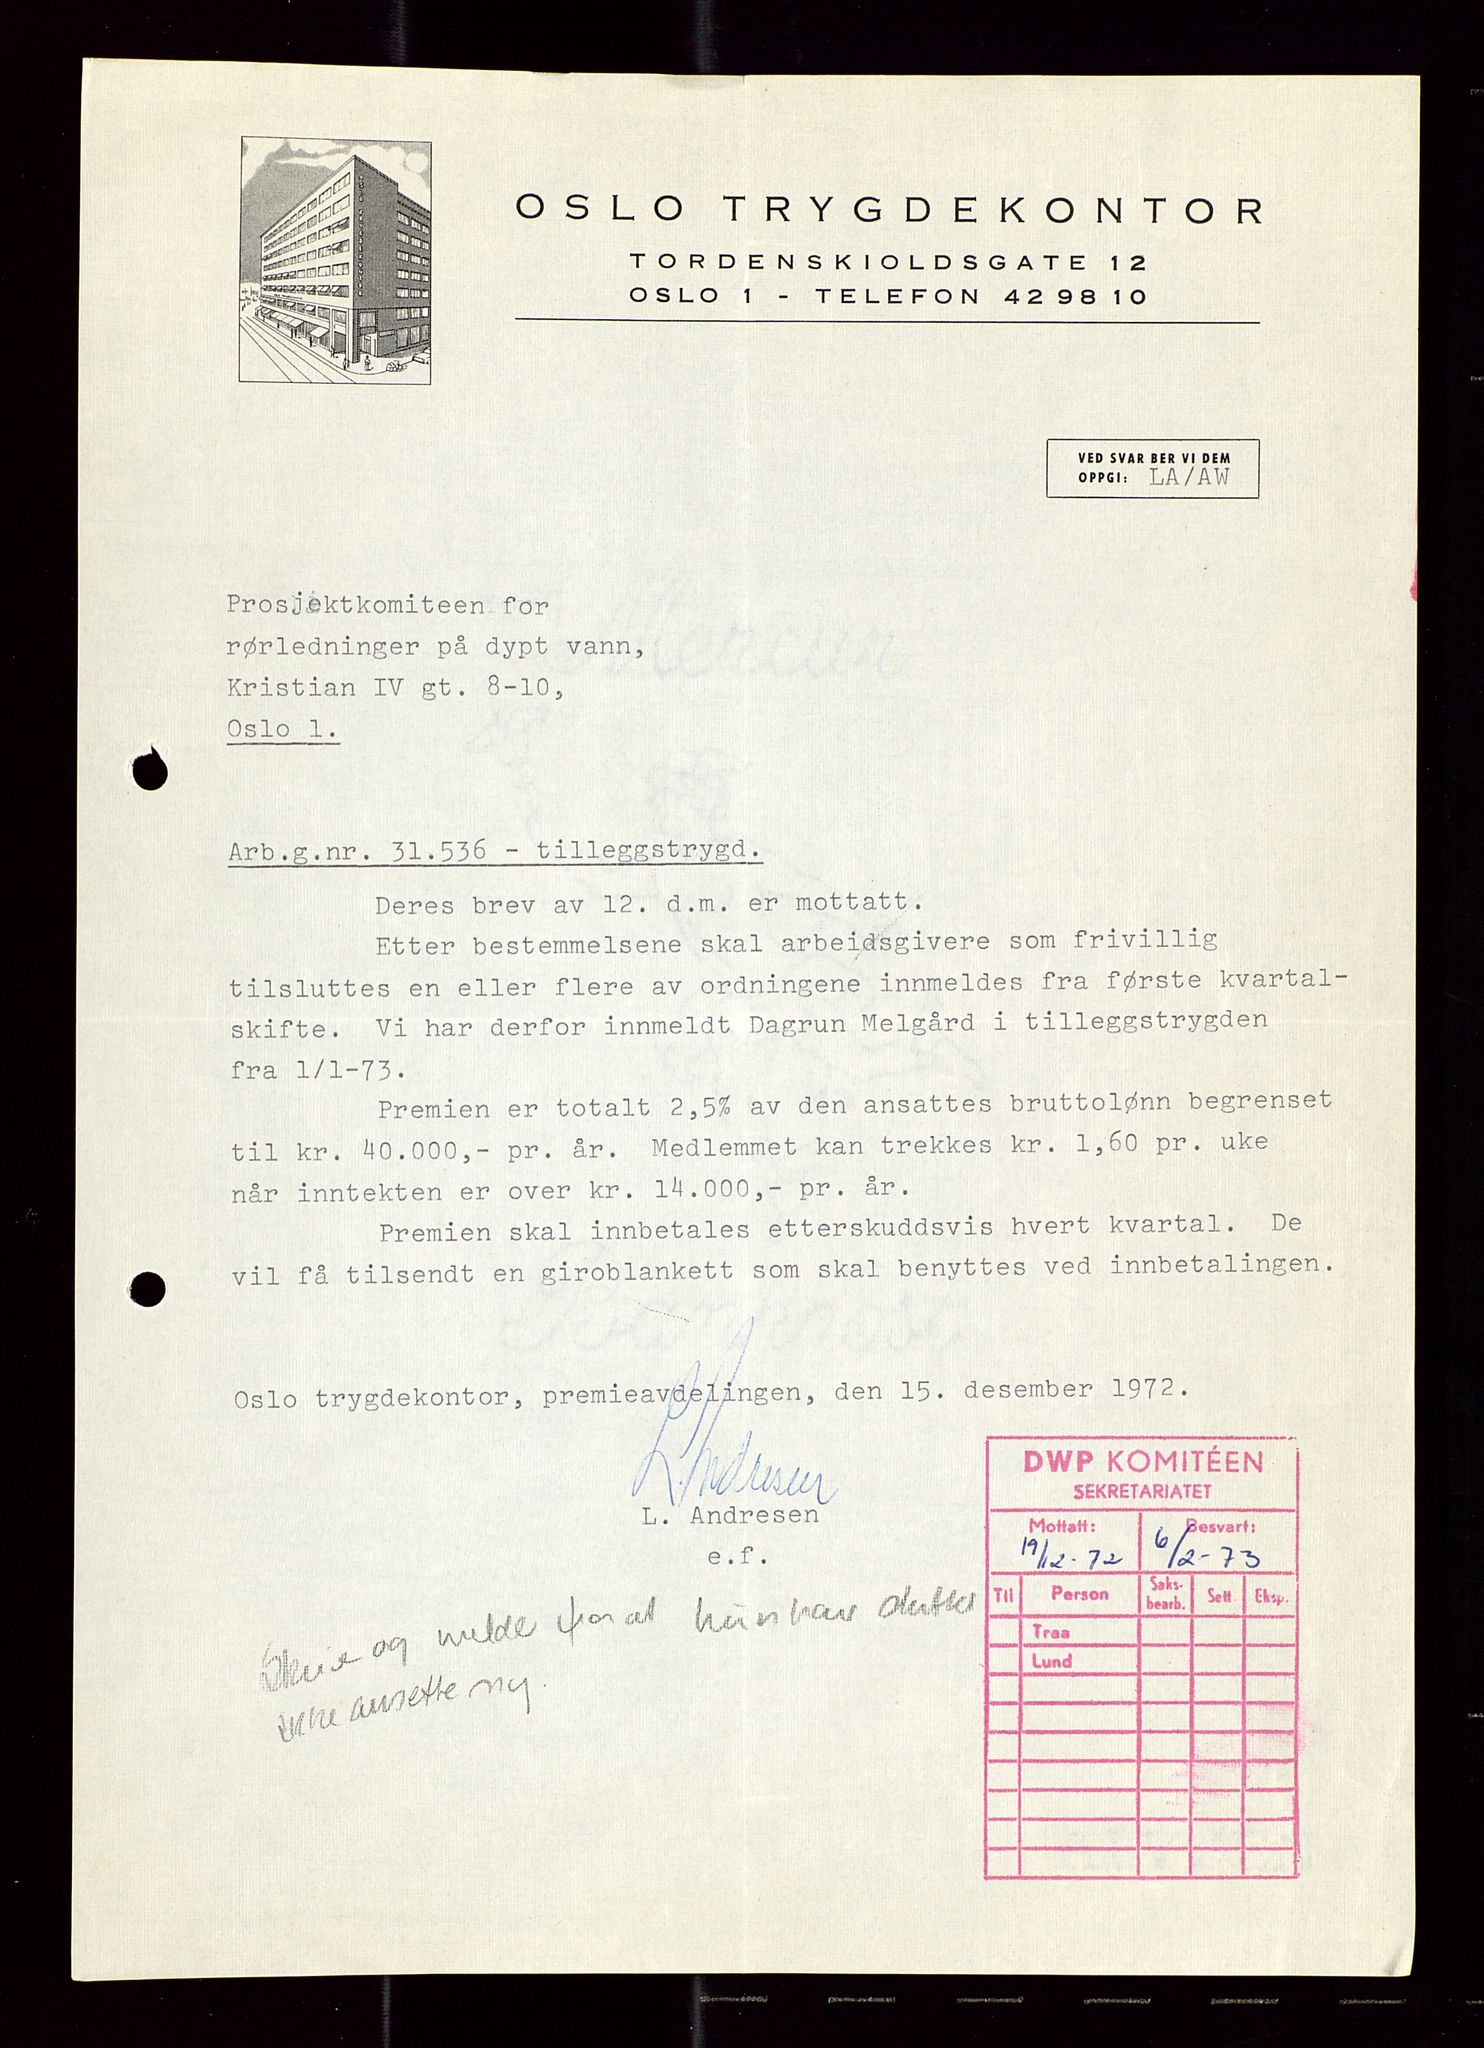 OSLO TRYGDEKONTOR
TORDENSKIOLDSGATE 12
OSLO 1 - TELEFON 42 98 10
VED SVAR BER VI DEM
OPPGI: LA/AW
Prosjektkomiteen for
rørledninger på dypt vann,
Kristian IV gt. 8-10,
Oslo 1.
Arb.g.nr. 31.536 - tilleggstrygd.
Deres brev av 12. d.m. er mottatt.
Etter bestemmelsene skal arbeidsgivere som frivillig
tilsluttes en eller flere av ordningene innmeldes fra første kvartal-
skifte. Vi har derfor innmeldt Dagrun Melgård i tilleggstrygden
fra 1/1-73.
Premien er totalt 2,5% av den ansattes bruttolønn begrenset
til kr. 40.000,- pr. år. Medlemmet kan trekkes kr. 1,60 pr. uke
når inntekten er over kr. 14.000,- pr. år.
Premien skal innbetales etterskuddsvis hvert kvartal. De
vil få tilsendt en giroblankett som skal benyttes ved innbetalingen.
Oslo trygdekontor, premieavdelingen, den 15. desember 1972.
L. Andresen
L. Andresen
e.f.
DWP KOMITÉEN
SEKRETARIATET
Mottatt: Besvart:
19/12-72 6/2-73
Til Person Saks-bearb. Sett Eksp.
Traa
Lund
og melde fra at hun har sluttet
ikke ansette ny.